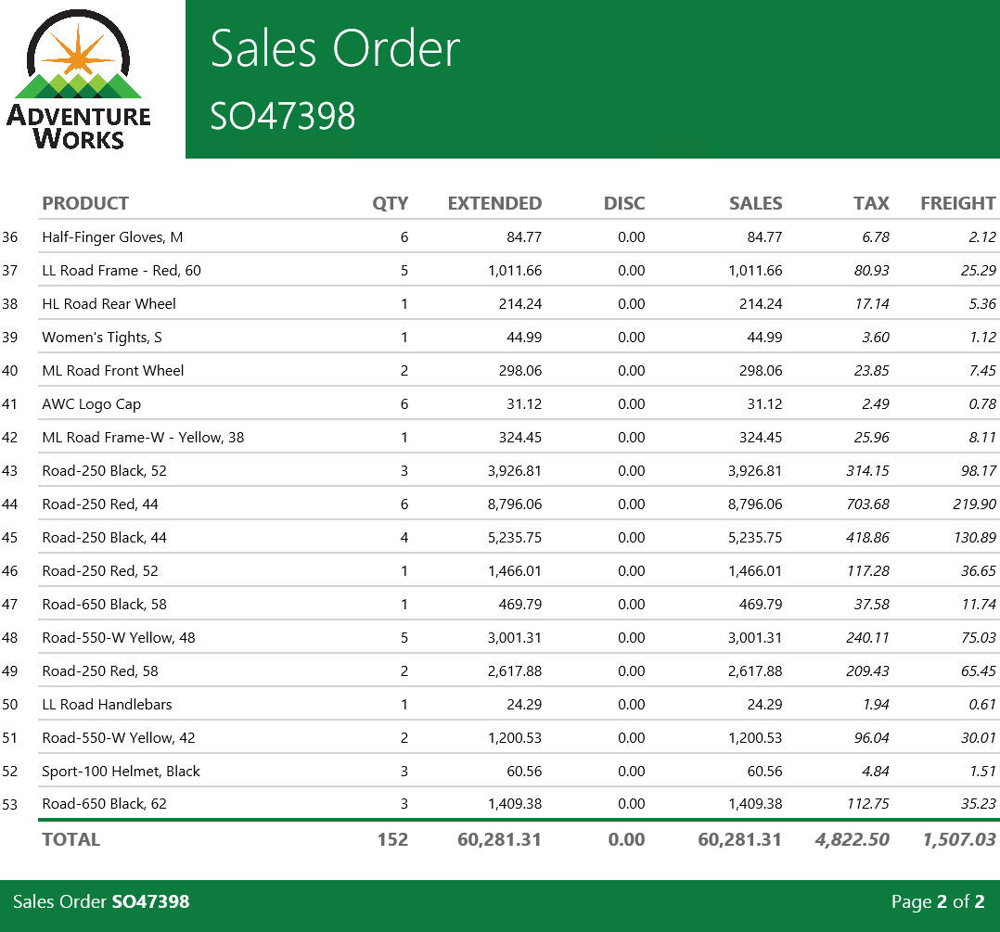 ADVENTURE
WORKS
Sales Order
SO47398
PRODUCT QTY EXTENDED DISC SALES TAX FREIGHT
36 Half-Finger Gloves, M 6 84.77 0.00 84.77 6.78 2.12
37 LL Road Frame - Red, 60 5 1,011.66 0.00 1,011.66 80.93 25.29
38 HL Road Rear Wheel 1 214.24 0.00 214.24 17.14 5.36
39 Women's Tights, S 1 44.99 0.00 44.99 3.60 1.12
40 ML Road Front Wheel 2 298.06 0.00 298.06 23.85 7.45
41 AWC Logo Cap 6 31.12 0.00 31.12 2.49 0.78
42 ML Road Frame-W - Yellow, 38 1 324.45 0.00 324.45 25.96 8.11
43 Road-250 Black, 52 3 3,926.81 0.00 3,926.81 314.15 98.17
44 Road-250 Red, 44 6 8,796.06 0.00 8,796.06 703.68 219.90
45 Road-250 Black, 44 4 5,235.75 0.00 5,235.75 418.86 130.89
46 Road-250 Red, 52 1 1,466.01 0.00 1,466.01 117.28 36.65
47 Road-650 Black, 58 1 469.79 0.00 469.79 37.58 11.74
48 Road-550-W Yellow, 48 5 3,001.31 0.00 3,001.31 240.11 75.03
49 Road-250 Red, 58 2 2,617.88 0.00 2,617.88 209.43 65.45
50 LL Road Handlebars 1 24.29 0.00 24.29 1.94 0.61
51 Road-550-W Yellow, 42 2 1,200.53 0.00 1,200.53 96.04 30.01
52 Sport-100 Helmet, Black 3 60.56 0.00 60.56 4.84 1.51
53 Road-650 Black, 62 3 1,409.38 0.00 1,409.38 112.75 35.23
TOTAL 152 60,281.31 0.00 60,281.31 4,822.50 1,507.03
Sales Order SO47398 Page 2 of 2